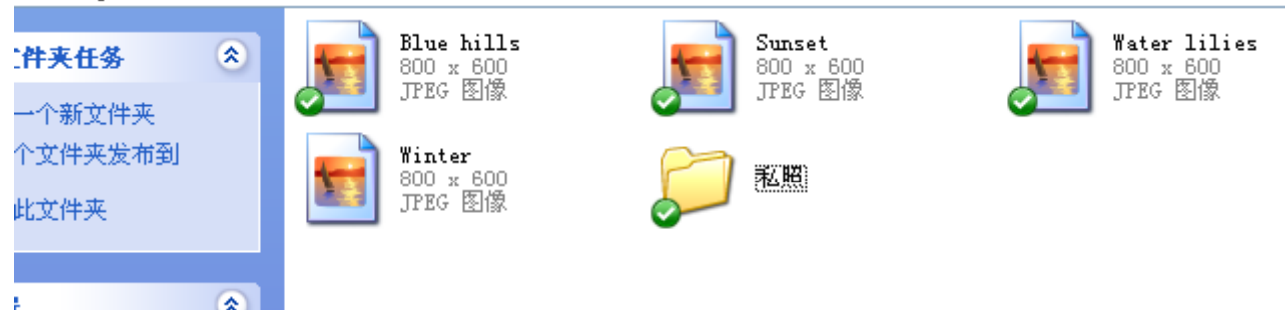 文件夹任务
一个新文件夹
个文件夹发布到
此文件夹
Blue hills
800 x 600
JPEG 图像
Sunset
800 x 600
JPEG 图像
Water lilies
800 x 600
JPEG 图像
Winter
800 x 600
JPEG 图像
私照